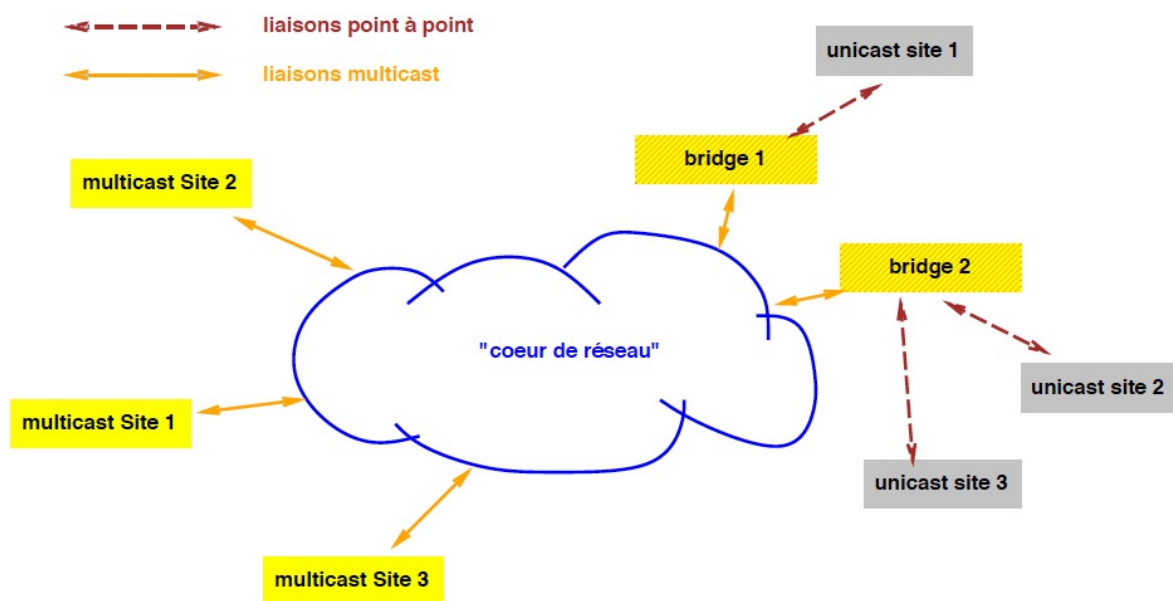 liaisons point à point
unicast site 1
liaisons multicast
bridge 1
multicast Site 2
bridge 2
"coeur de réseau"
unicast site 2
multicast Site 1
unicast site 3
multicast Site 3